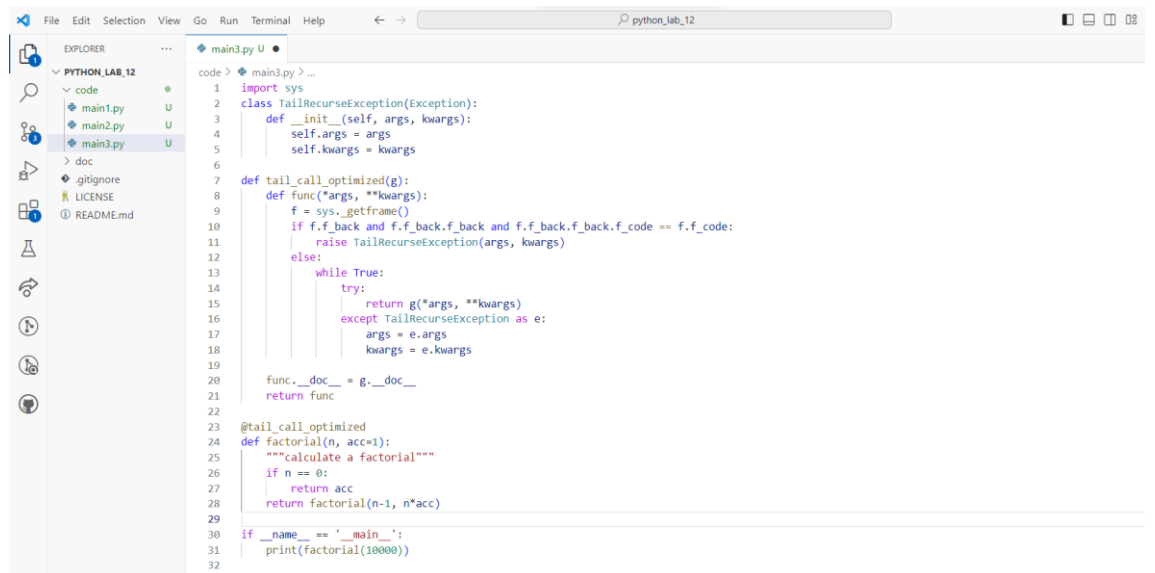 File Edit Selection View Go Run Terminal Help ← → python_lab_12
EXPLORER ...
PYTHON_LAB_12
code
main1.py U
main2.py U
main3.py U
doc
.gitignore
LICENSE
README.md
1
3
1
main3.py U ●
code > main3.py > ...
1 import sys
2 class TailRecurseException(Exception):
3     def __init__(self, args, kwargs):
4         self.args = args
5         self.kwargs = kwargs
6
7 def tail_call_optimized(g):
8     def func(*args, **kwargs):
9         f = sys._getframe()
10         if f.f_back and f.f_back.f_back and f.f_back.f_back.f_code == f.f_code:
11             raise TailRecurseException(args, kwargs)
12         else:
13             while True:
14                 try:
15                     return g(*args, **kwargs)
16                 except TailRecurseException as e:
17                     args = e.args
18                     kwargs = e.kwargs
19
20     func.__doc__ = g.__doc__
21     return func
22
23 @tail_call_optimized
24 def factorial(n, acc=1):
25     """calculate a factorial"""
26     if n == 0:
27         return acc
28     return factorial(n-1, n*acc)
29
30 if __name__ == '__main__':
31     print(factorial(10000))
32